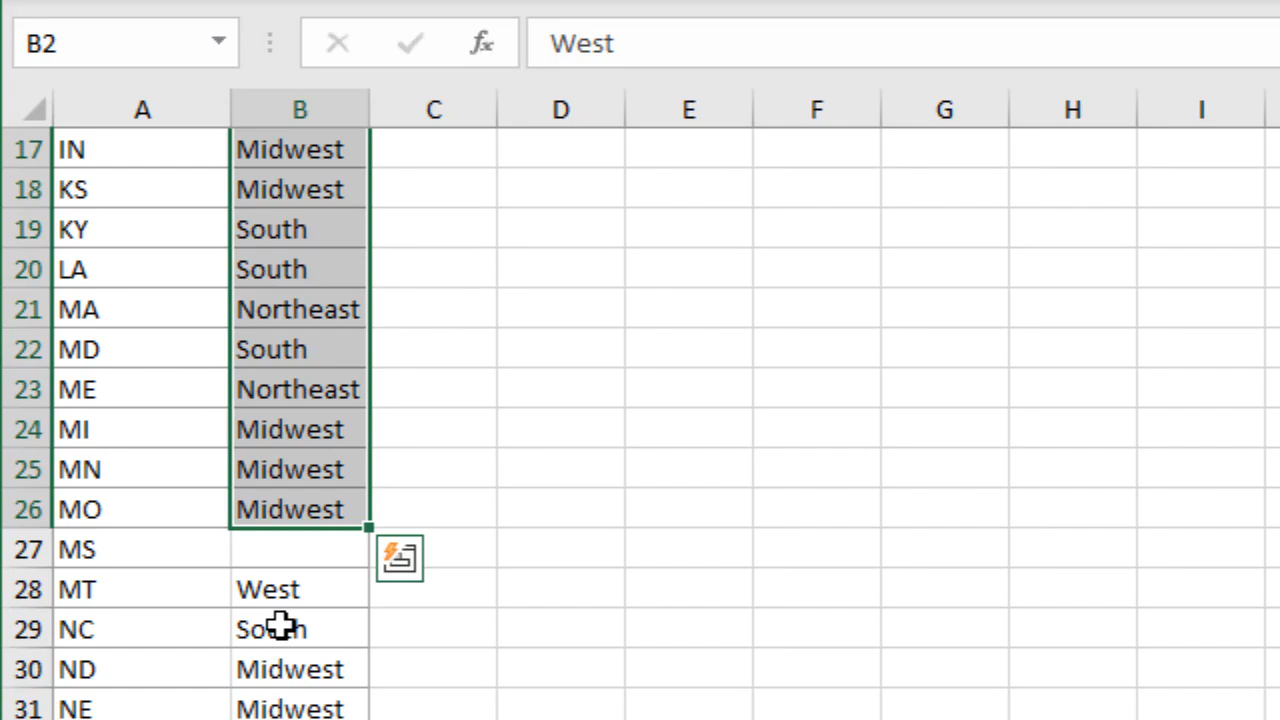 B2 fx West
A B C D E F G H I
17 IN Midwest
18 KS Midwest
19 KY South
20 LA South
21 MA Northeast
22 MD South
23 ME Northeast
24 MI Midwest
25 MN Midwest
26 MO Midwest
27 MS
28 MT West
29 NC South
30 ND Midwest
31 NE Midwest